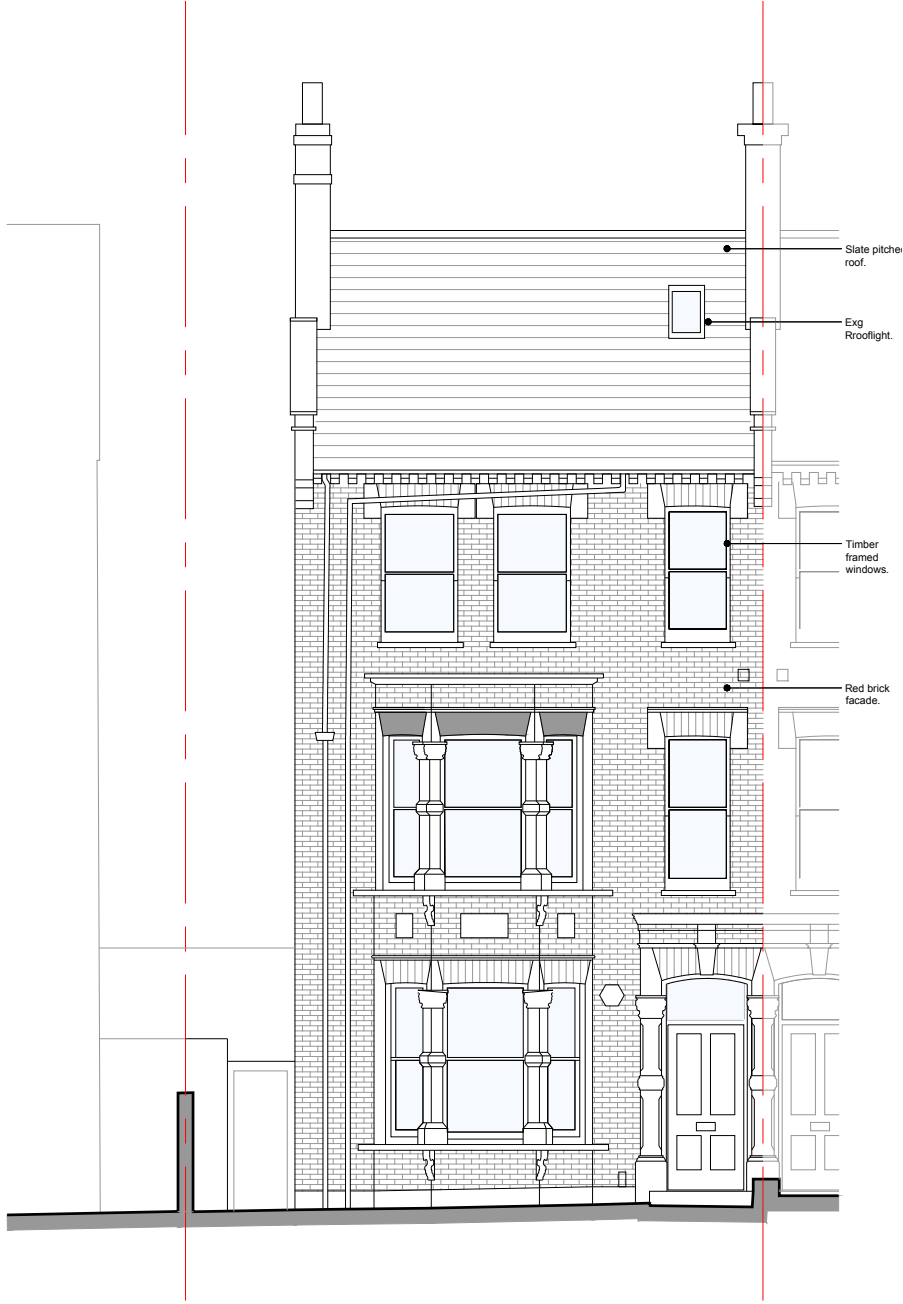 Slate pitched
roof.
Exg
Rrooflight.
Timber
framed
windows.
Red brick
facade.